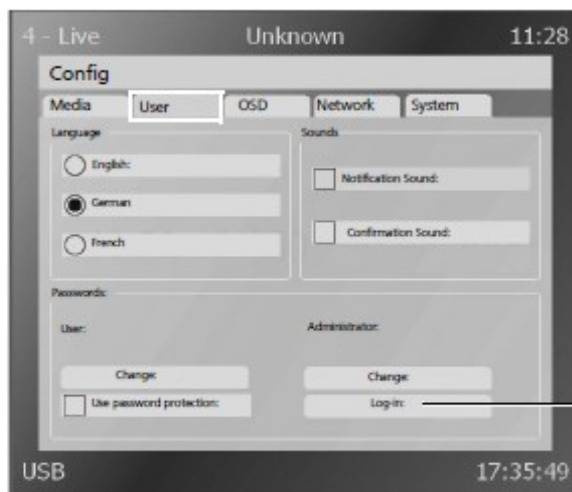 4 - Live Unknown 11:28
Config
Media User OSD Network System
Language
English:
German
French
Sounds
Notification Sound:
Confirmation Sound:
Passwords:
User:
Change:
Use password protection:
Administrator:
Change:
Log-in:
USB 17:35:49